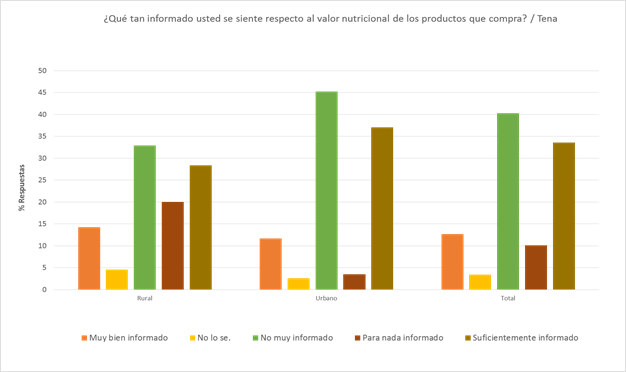 ¿Qué tan informado usted se siente respecto al valor nutricional de los productos que compra? / Tena
% Respuestas
50
45
40
35
30
25
20
15
10
5
0
Rural Urbano Total
Muy bien informado No lo se. No muy informado Para nada informado Suficientemente informado